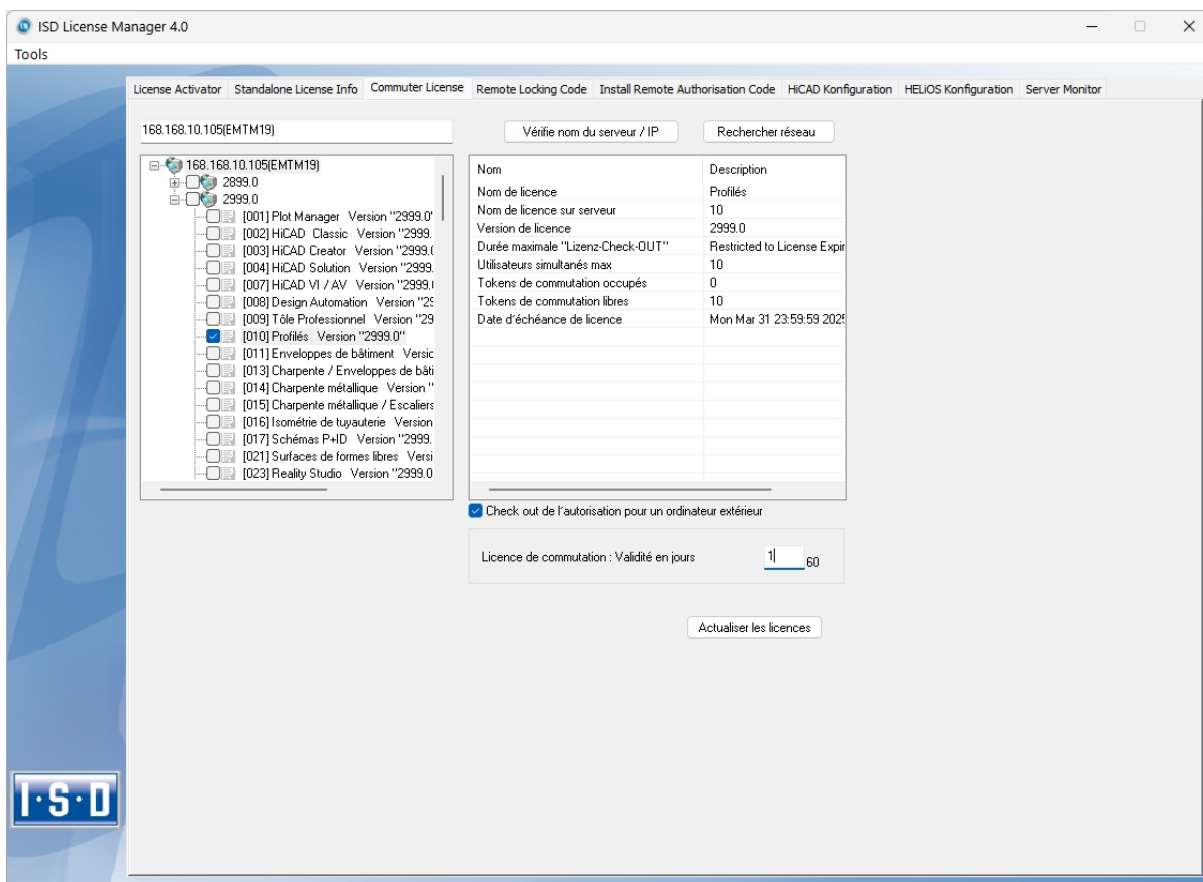 ISD License Manager 4.0
Tools
License Activator Standalone License Info Commuter License Remote Locking Code Install Remote Authorisation Code HiCAD Konfiguration HELiOS Konfiguration Server Monitor
168.168.10.105(EMTM19)
Vérifie nom du serveur / IP
Rechercher réseau
168.168.10.105(EMTM19)
2899.0
2999.0
[001] Plot Manager Version "2999.0"
[002] HiCAD Classic Version "2999.
[003] HiCAD Creator Version "2999.(
[004] HiCAD Solution Version "2999.
[007] HiCAD VI / AV Version "2999.(
[008] Design Automation Version "29
[009] Tôle Professionnel Version "29
[010] Profilés Version "2999.0"
[011] Enveloppes de bâtiment Versic
[013] Charpente / Enveloppes de bâti
[014] Charpente métallique Version "
[015] Charpente métallique / Escaliers
[016] Isométrie de tuyauterie Version
[017] Schémas P+ID Version "2999.
[021] Surfaces de formes libres Versi
[023] Reality Studio Version "2999.0
Nom Description
Nom de licence Profilés
Nom de licence sur serveur 10
Version de licence 2999.0
Durée maximale "Lizenz-Check-OUT" Restricted to License Expir
Utilisateurs simultanés max 10
Tokens de commutation occupés 0
Tokens de commutation libres 10
Date d´échéance de licence Mon Mar 31 23:59:59 2025
Check out de l´autorisation pour un ordinateur extérieur
Licence de commutation : Validité en jours 1 60
Actualiser les licences
I·S·D